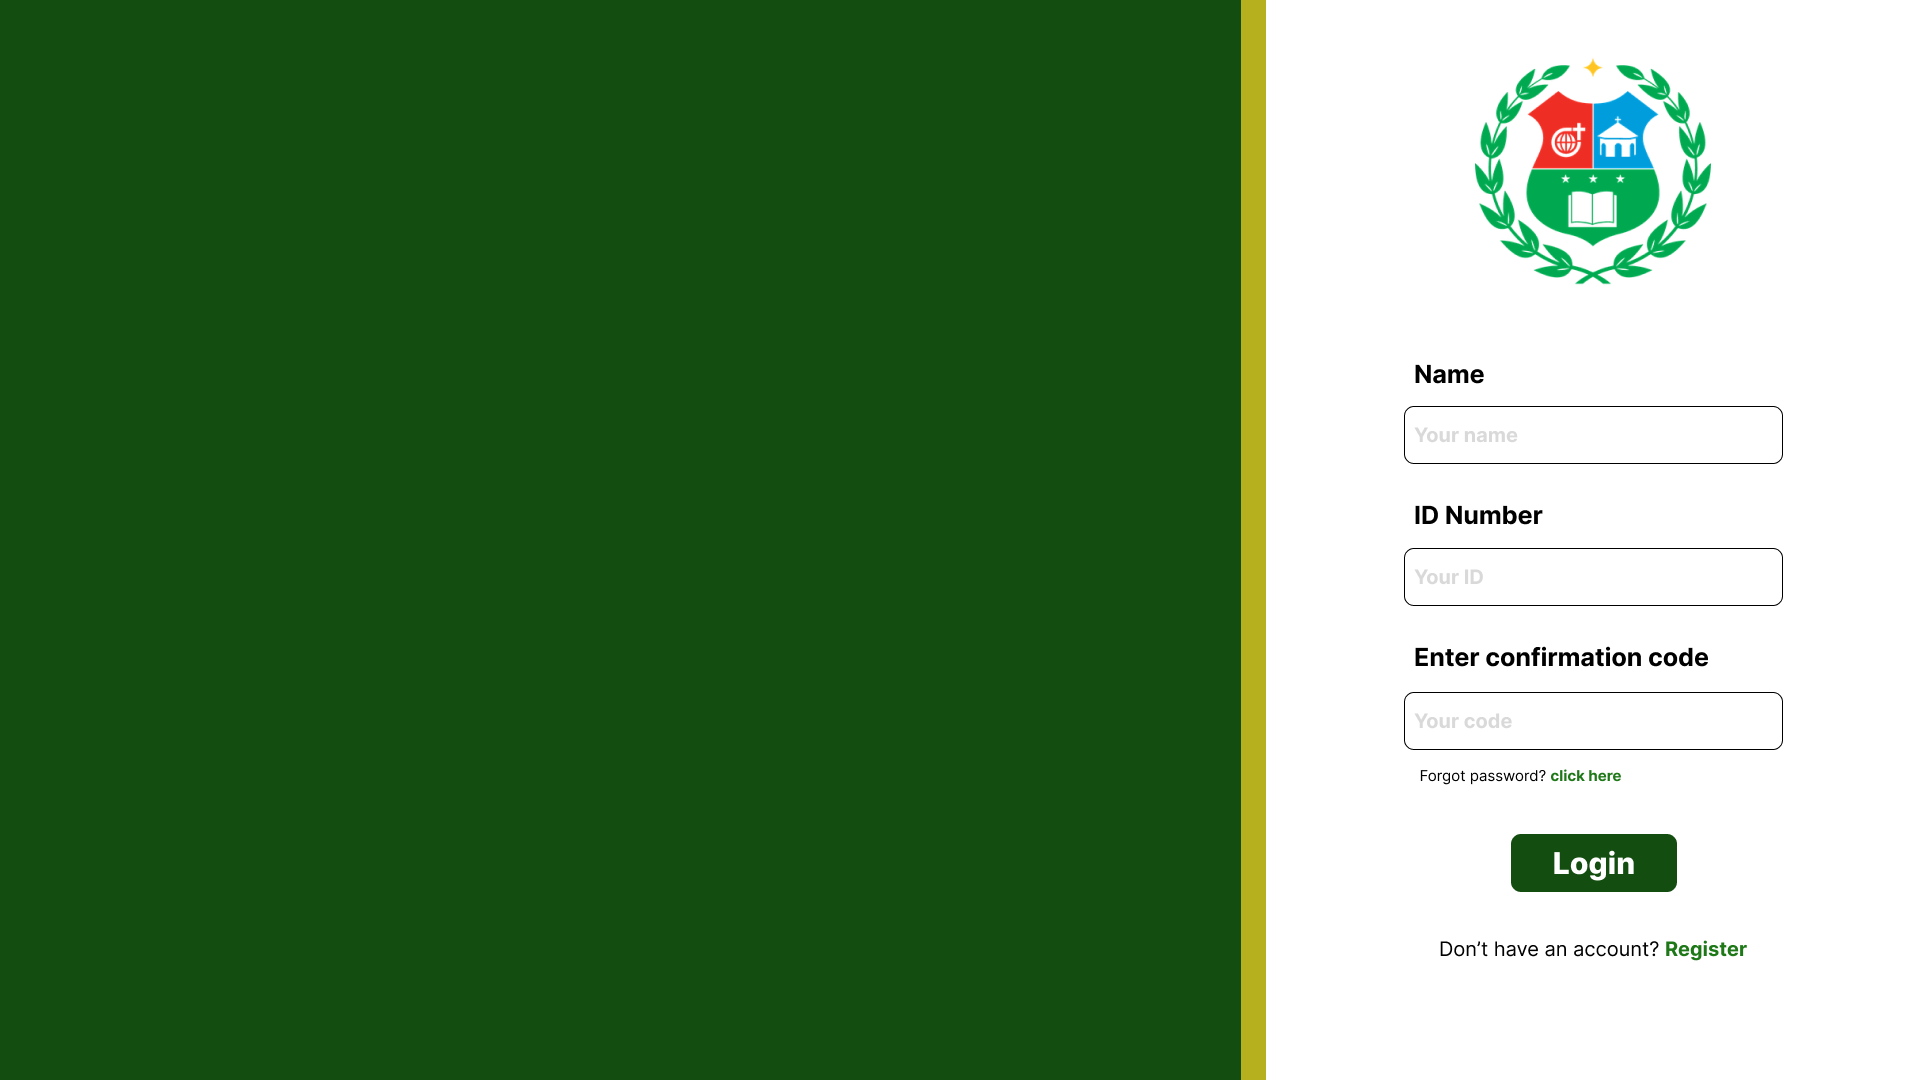 Name
Your name
ID Number
Your ID
Enter confirmation code
Your code
Forgot password? click here
Login
Don’t have an account? Register